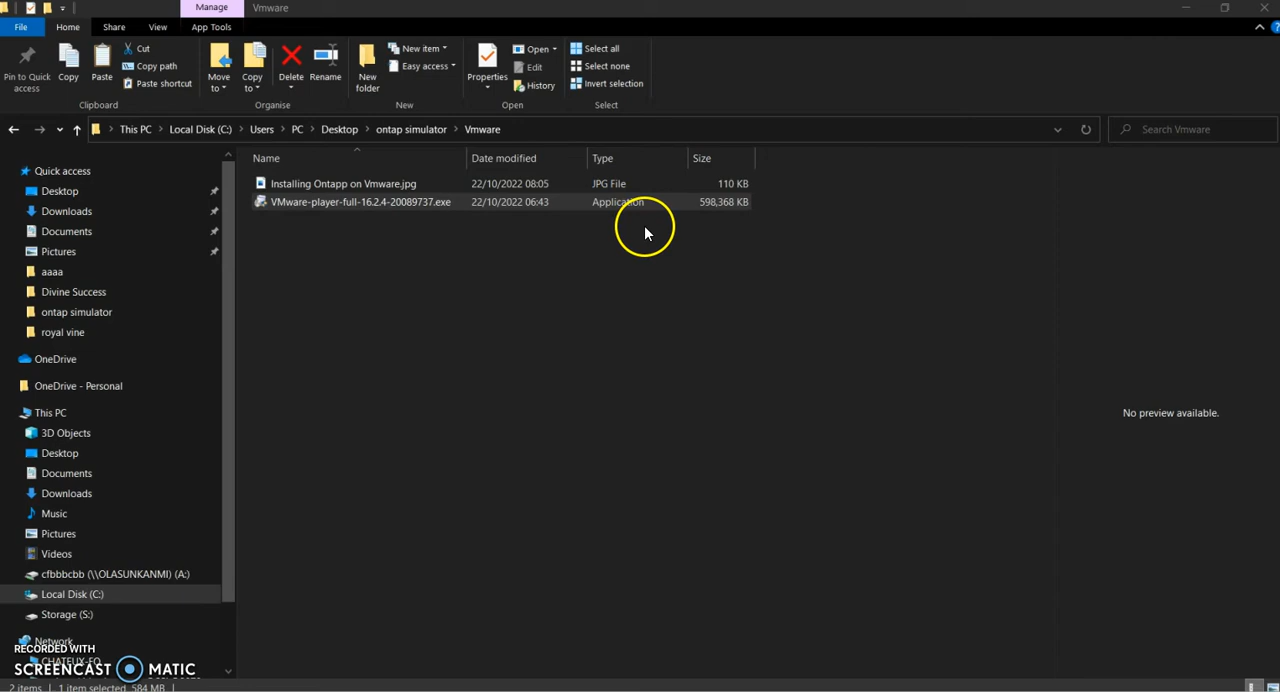 Manage
Vmware
File
Home
Share
View
App Tools
Pin to Quick access
Copy
Paste
Cut
Copy path
Paste shortcut
Move to
Copy to
Delete
Rename
New folder
New item
Easy access
Properties
Open
Edit
History
Select all
Select none
Invert selection
Clipboard
Organise
New
Open
Select
This PC > Local Disk (C:) > Users > PC > Desktop > ontap simulator > Vmware
Search Vmware
Name Date modified Type Size
Installing Ontapp on Vmware.jpg 22/10/2022 08:05 JPG File 110 KB
VMware-player-full-16.2.4-20089737.exe 22/10/2022 06:43 Application 598,368 KB
Quick access
Desktop
Downloads
Documents
Pictures
aaaa
Divine Success
ontap simulator
royal vine
OneDrive
OneDrive - Personal
This PC
3D Objects
Desktop
Documents
Downloads
Music
Pictures
Videos
cfbbbcbb (\\OLASUNKANMI) (A:)
Local Disk (C:)
Storage (S:)
Network
No preview available.
RECORDED WITH
SCREENCAST MATIC
2 items 1 item selected 584 MB